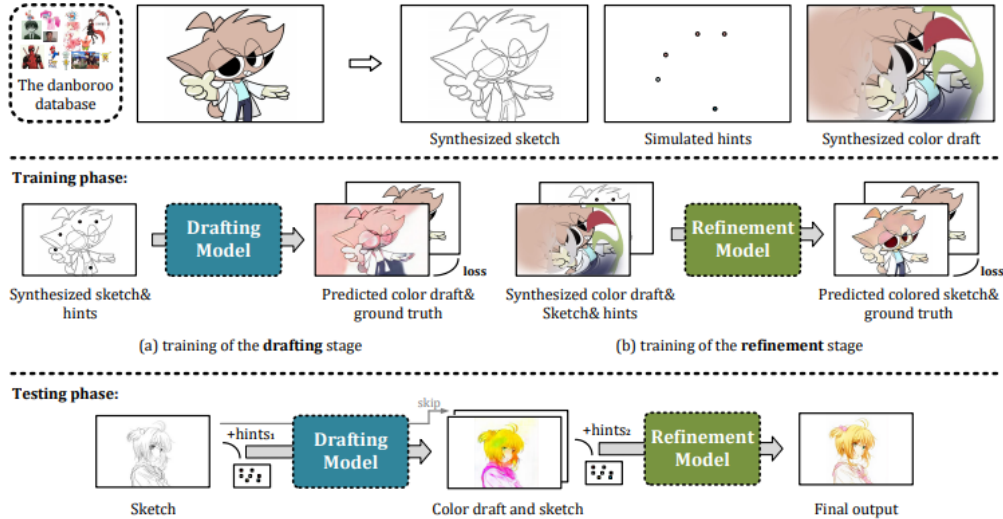 The danboroo
database
Synthesized sketch
Simulated hints
Synthesized color draft
Training phase:
Drafting
Model
Refinement
Model
loss
loss
Synthesized sketch&
hints
Predicted color draft&
ground truth
Synthesized color draft&
Sketch& hints
Predicted colored sketch&
ground truth
(a) training of the drafting stage
(b) training of the refinement stage
Testing phase:
skip
+hints₁
Drafting
Model
+hints₂
Refinement
Model
Sketch
Color draft and sketch
Final output